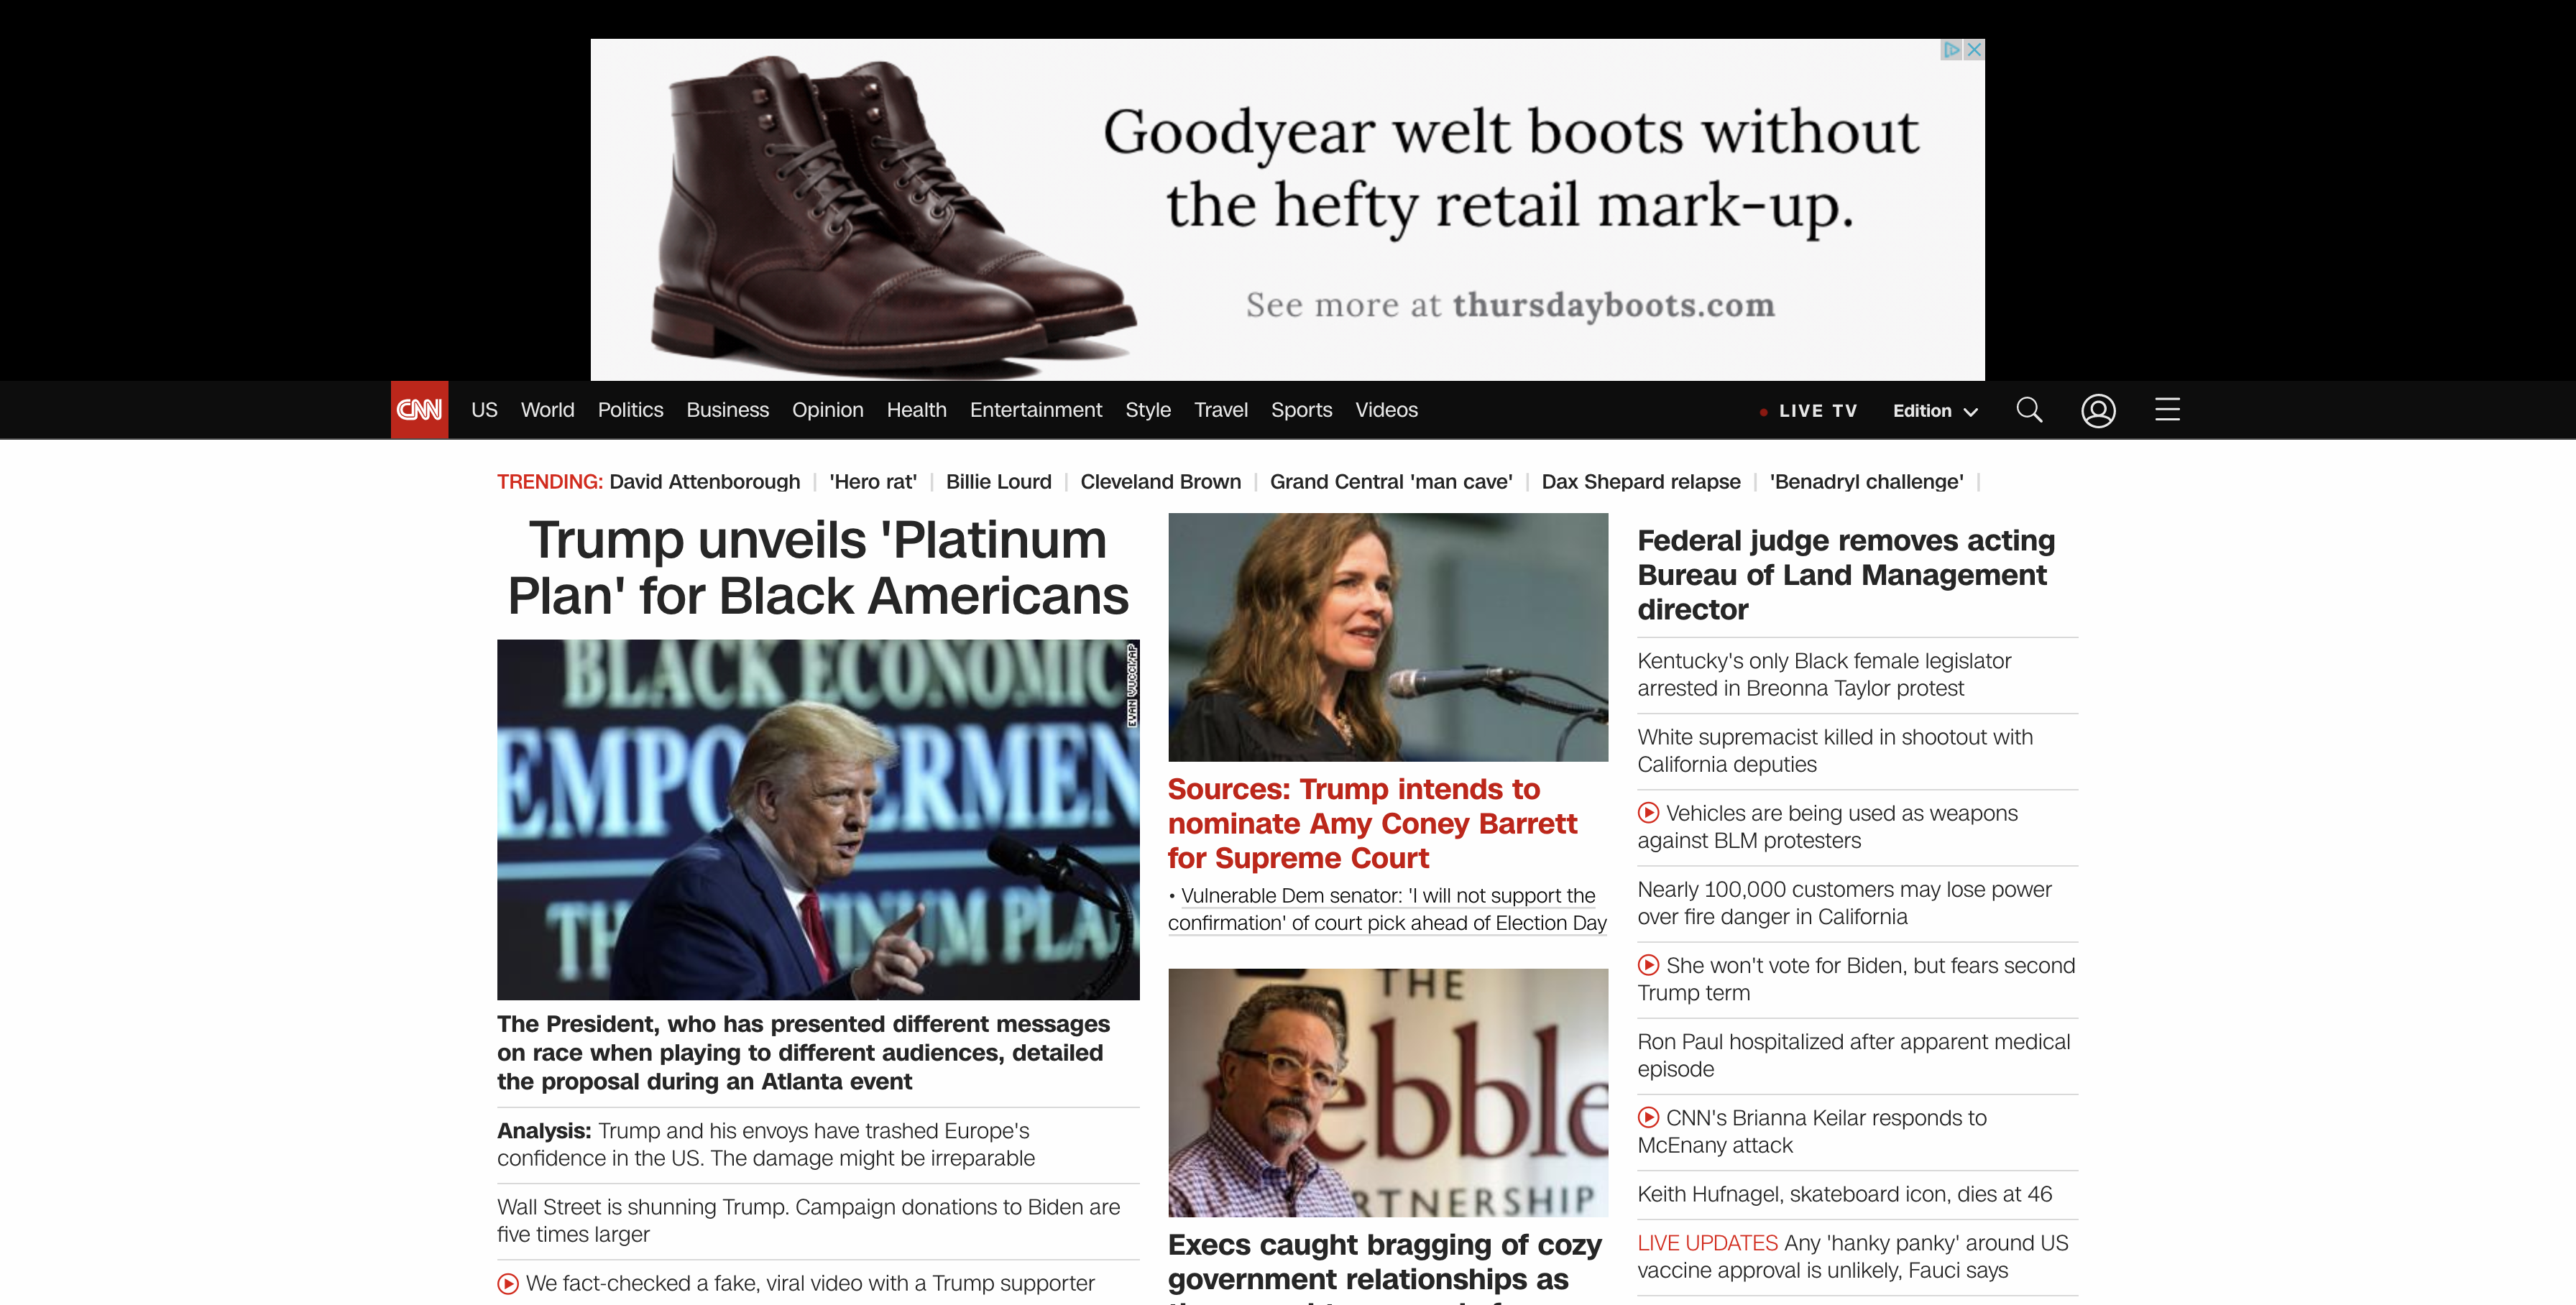 Goodyear welt boots without
the hefty retail mark-up.
See more at thursdayboots.com
CNN US World Politics Business Opinion Health Entertainment Style Travel Sports Videos LIVE TV Edition
TRENDING: David Attenborough | 'Hero rat' | Billie Lourd | Cleveland Brown | Grand Central 'man cave' | Dax Shepard relapse | 'Benadryl challenge' |
Trump unveils 'Platinum
Plan' for Black Americans
BLACK ECONOMIC
EVAN VUCCI/AP
The President, who has presented different messages
on race when playing to different audiences, detailed
the proposal during an Atlanta event
Analysis: Trump and his envoys have trashed Europe's
confidence in the US. The damage might be irreparable
Wall Street is shunning Trump. Campaign donations to Biden are
five times larger
We fact-checked a fake, viral video with a Trump supporter
Sources: Trump intends to
nominate Amy Coney Barrett
for Supreme Court
• Vulnerable Dem senator: 'I will not support the
confirmation' of court pick ahead of Election Day
THE
ebble
RTNERSHIP
Execs caught bragging of cozy
government relationships as
Federal judge removes acting
Bureau of Land Management
director
Kentucky's only Black female legislator
arrested in Breonna Taylor protest
White supremacist killed in shootout with
California deputies
Vehicles are being used as weapons
against BLM protesters
Nearly 100,000 customers may lose power
over fire danger in California
She won't vote for Biden, but fears second
Trump term
Ron Paul hospitalized after apparent medical
episode
CNN's Brianna Keilar responds to
McEnany attack
Keith Hufnagel, skateboard icon, dies at 46
LIVE UPDATES Any 'hanky panky' around US
vaccine approval is unlikely, Fauci says